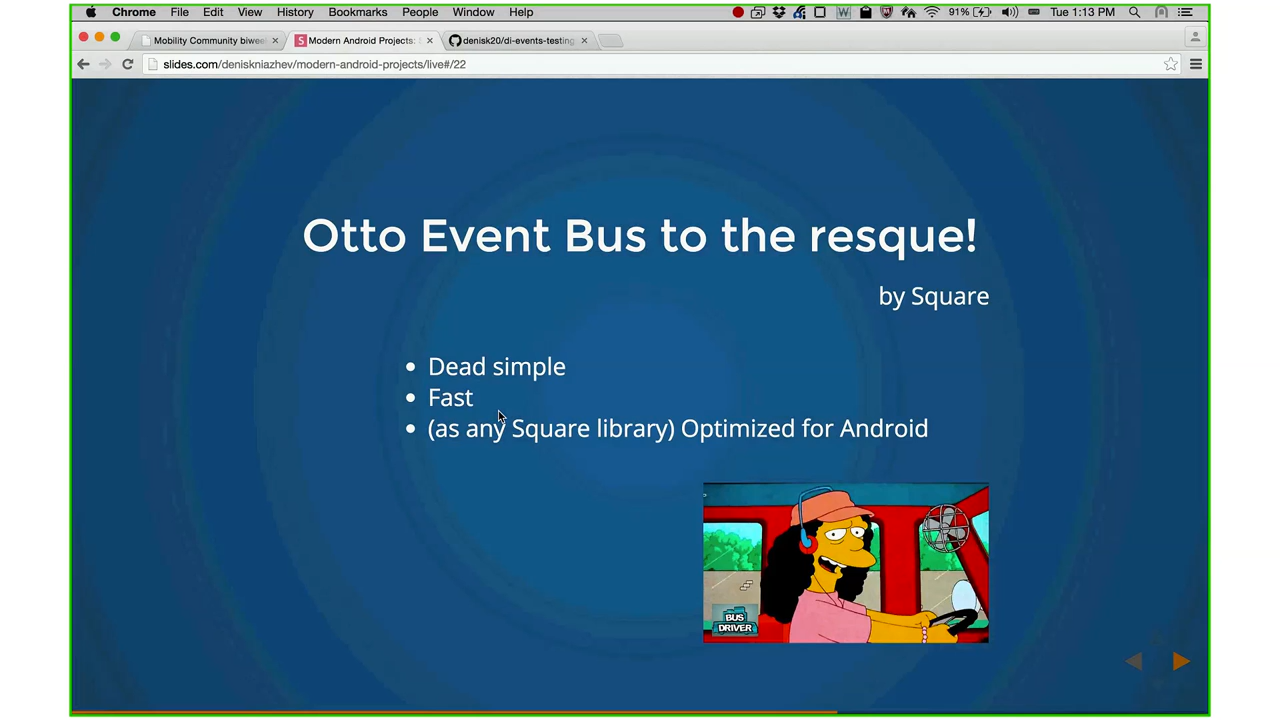 Chrome File Edit View History Bookmarks People Window Help 91% Tue 1:13 PM
Mobility Community biweek Modern Android Projects: denisk20/di-events-testing
slides.com/deniskniazhev/modern-android-projects/live#/22
Otto Event Bus to the resque!
by Square
Dead simple
Fast
(as any Square library) Optimized for Android
BUS
DRIVER